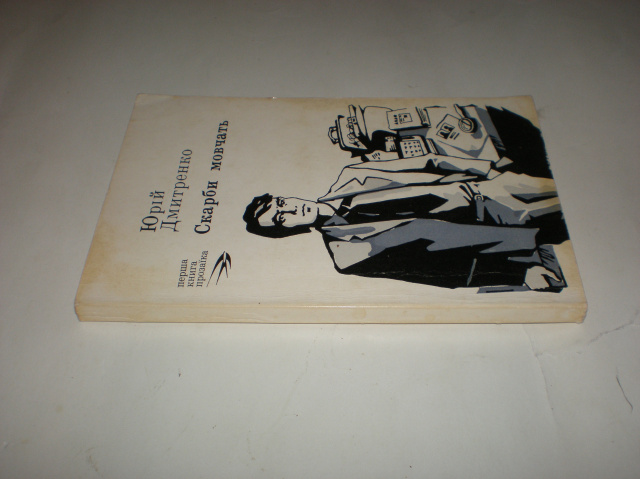 Юрій
Дмитренко
Скарби мовчать
перша
книга
прозаїка